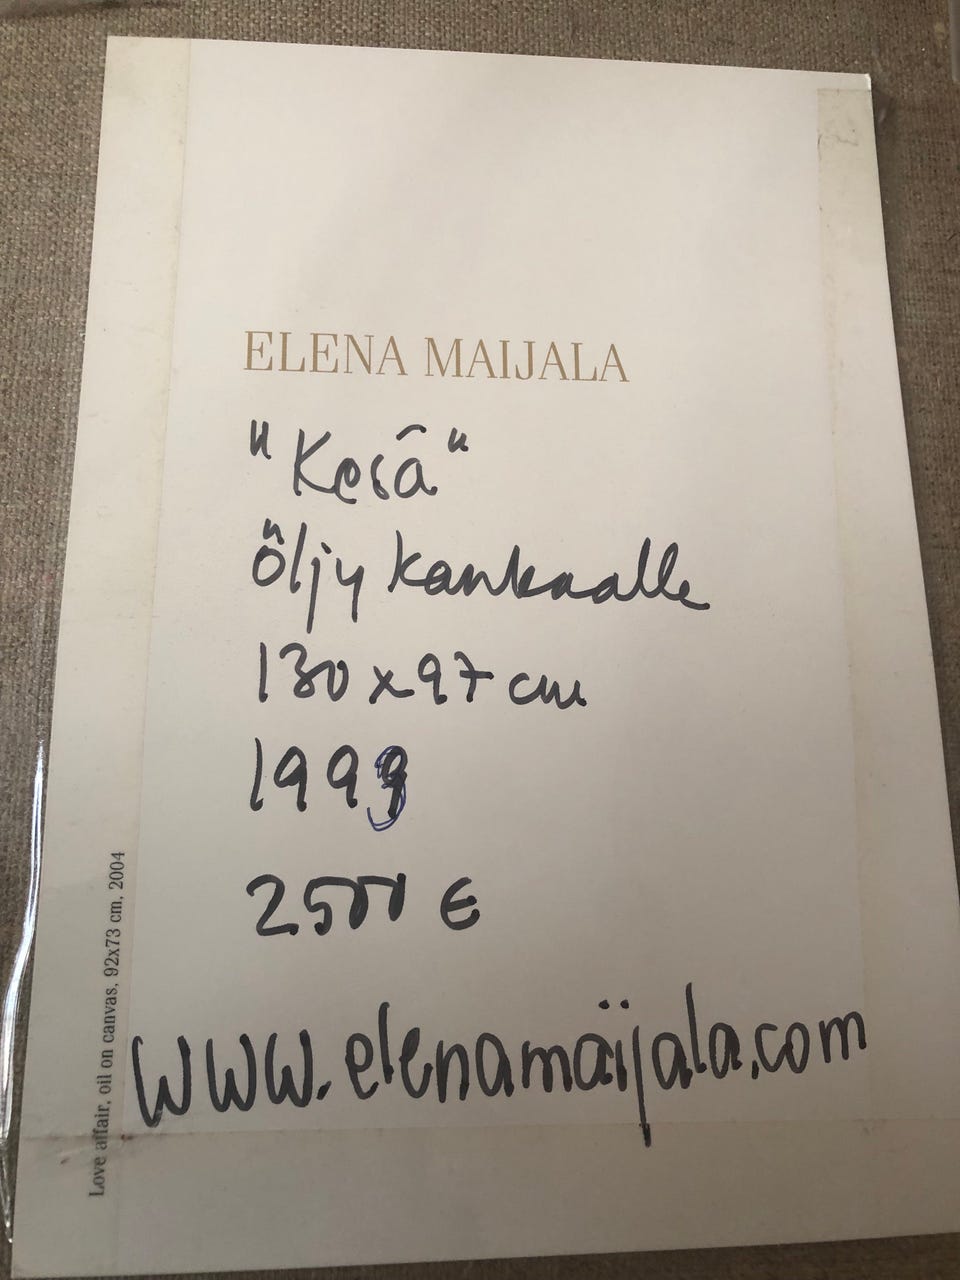 ELENA MAIJALA
"Kesä"
Öljy kankaalle
130 x 97 cm
1993
2500 €
www.elenamaijala.com
Love affair, oil on canvas, 92x73 cm, 2004